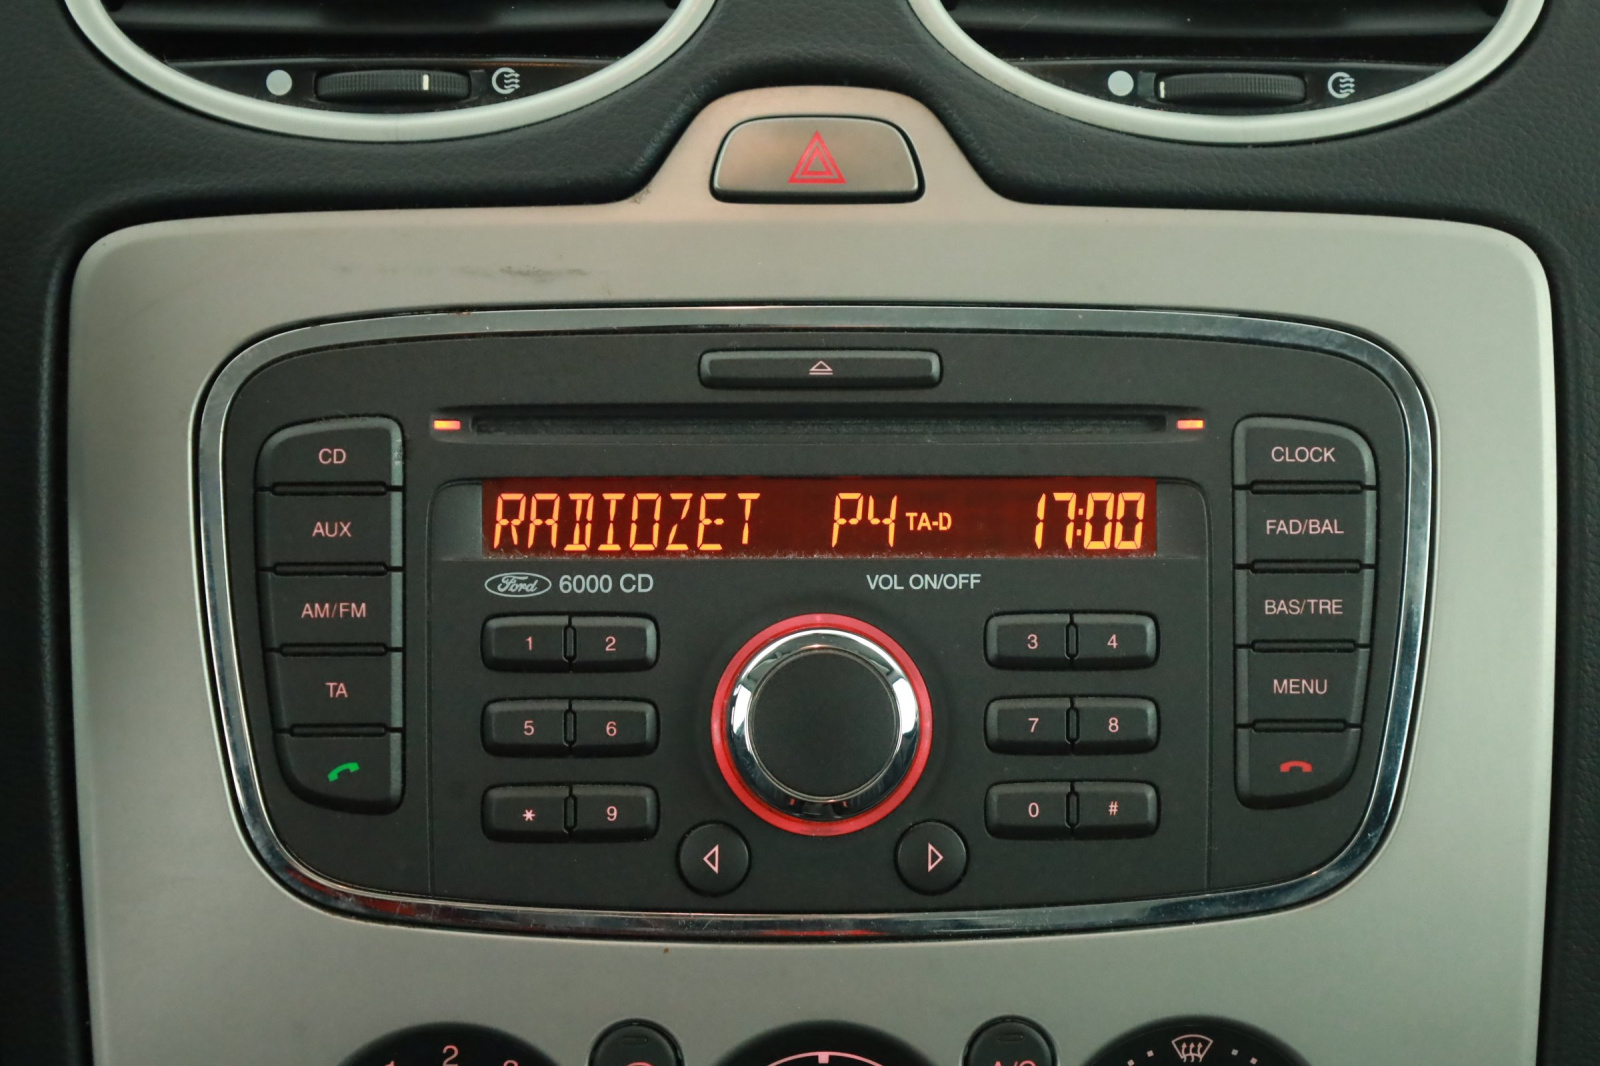 CD
CLOCK
AUX
FAD/BAL
RADIOZET P4 TA-D 17:00
Ford 6000 CD
VOL ON/OFF
AM/FM
BAS/TRE
1 2
3 4
TA
MENU
5 6
7 8
* 9
0 #
2